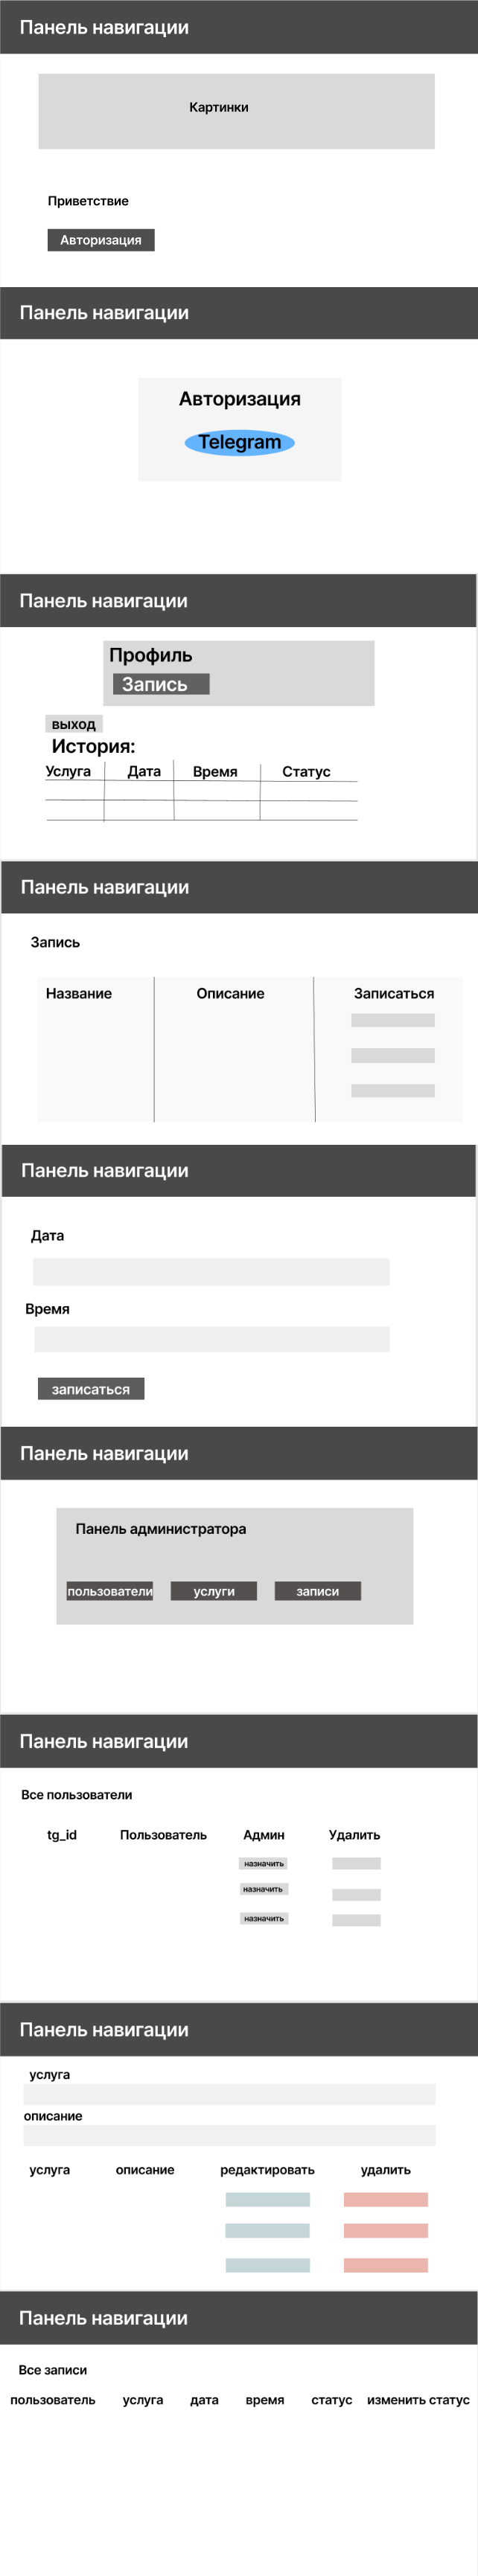 Панель навигации
Картинки
Приветствие
Авторизация
Панель навигации
Авторизация
Telegram
Панель навигации
Профиль
Запись
выход
История:
Услуга Дата Время Статус
Панель навигации
Запись
Название Описание Записаться
Панель навигации
Дата
Время
записаться
Панель навигации
Панель администратора
пользователи услуги записи
Панель навигации
Все пользователи
tg_id Пользователь Админ Удалить
назначить
назначить
назначить
Панель навигации
услуга
описание
услуга описание редактировать удалить
Панель навигации
Все записи
пользователь услуга дата время статус изменить статус